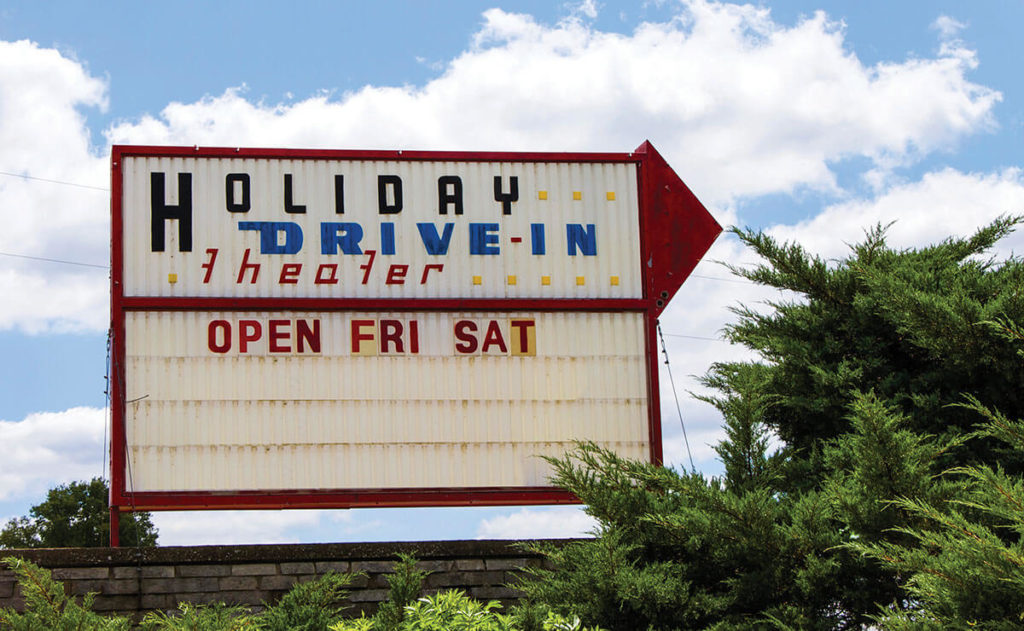 HOLIDAY
DRIVE-IN
theater
OPEN FRI SAT